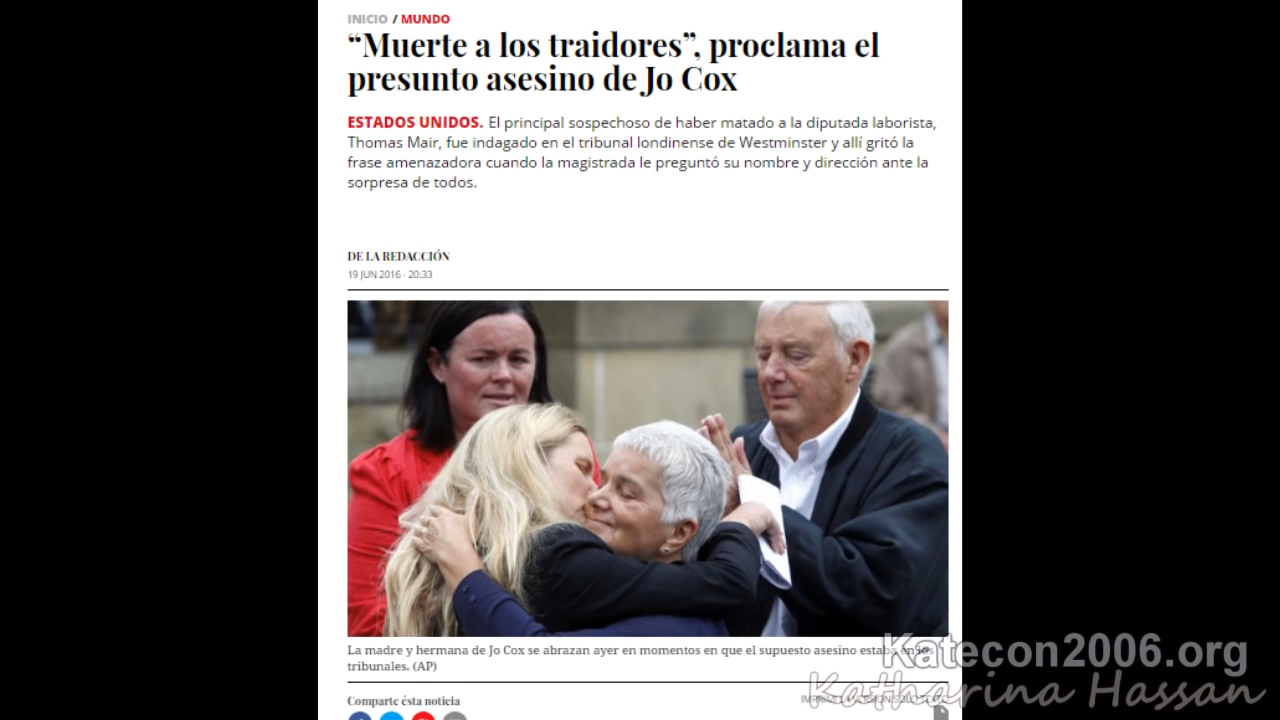 INICIO / MUNDO
“Muerte a los traidores”, proclama el
presunto asesino de Jo Cox
ESTADOS UNIDOS. El principal sospechoso de haber matado a la diputada laborista,
Thomas Mair, fue indagado en el tribunal londinense de Westminster y allí gritó la
frase amenazadora cuando la magistrada le preguntó su nombre y dirección ante la
sorpresa de todos.
DE LA REDACCIÓN
19 JUN 2016 - 20:33
La madre y hermana de Jo Cox se abrazan ayer en momentos en que el supuesto asesino estaba en los
tribunales. (AP)
Katecon2006.org
Comparte ésta noticia
Katharina Hassan